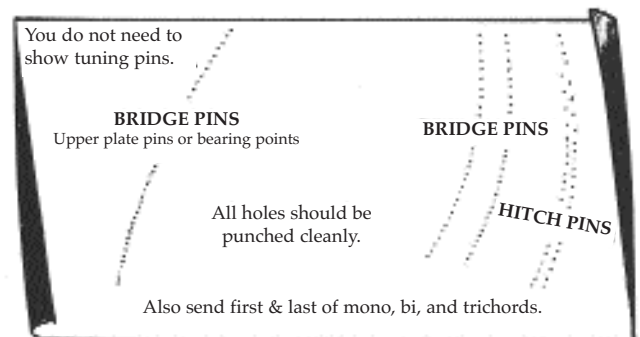 You do not need to
show tuning pins.
BRIDGE PINS
Upper plate pins or bearing points
BRIDGE PINS
All holes should be
punched cleanly.
HITCH PINS
Also send first & last of mono, bi, and trichords.